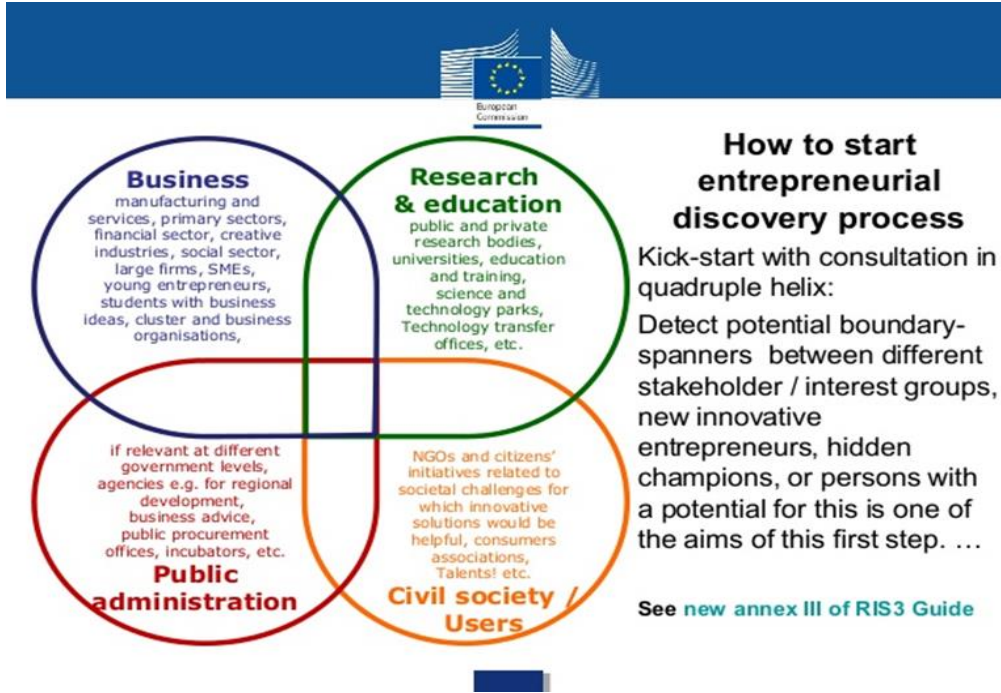 European
Commission
Business
manufacturing and
services, primary sectors,
financial sector, creative
industries, social sector,
large firms, SMEs,
young entrepreneurs,
students with business
ideas, cluster and business
organisations,
Research
& education
public and private
research bodies,
universities, education
and training,
science and
technology parks,
Technology transfer
offices, etc.
if relevant at different
government levels,
agencies e.g. for regional
development,
business advice,
public procurement
offices, incubators, etc.
Public
administration
NGOs and citizens’
initiatives related to
societal challenges for
which innovative
solutions would be
helpful, consumers
associations,
Talents! etc.
Civil society /
Users
How to start
entrepreneurial
discovery process
Kick-start with consultation in
quadruple helix:
Detect potential boundary-
spanners between different
stakeholder / interest groups,
new innovative
entrepreneurs, hidden
champions, or persons with
a potential for this is one of
the aims of this first step. …
See new annex III of RIS3 Guide